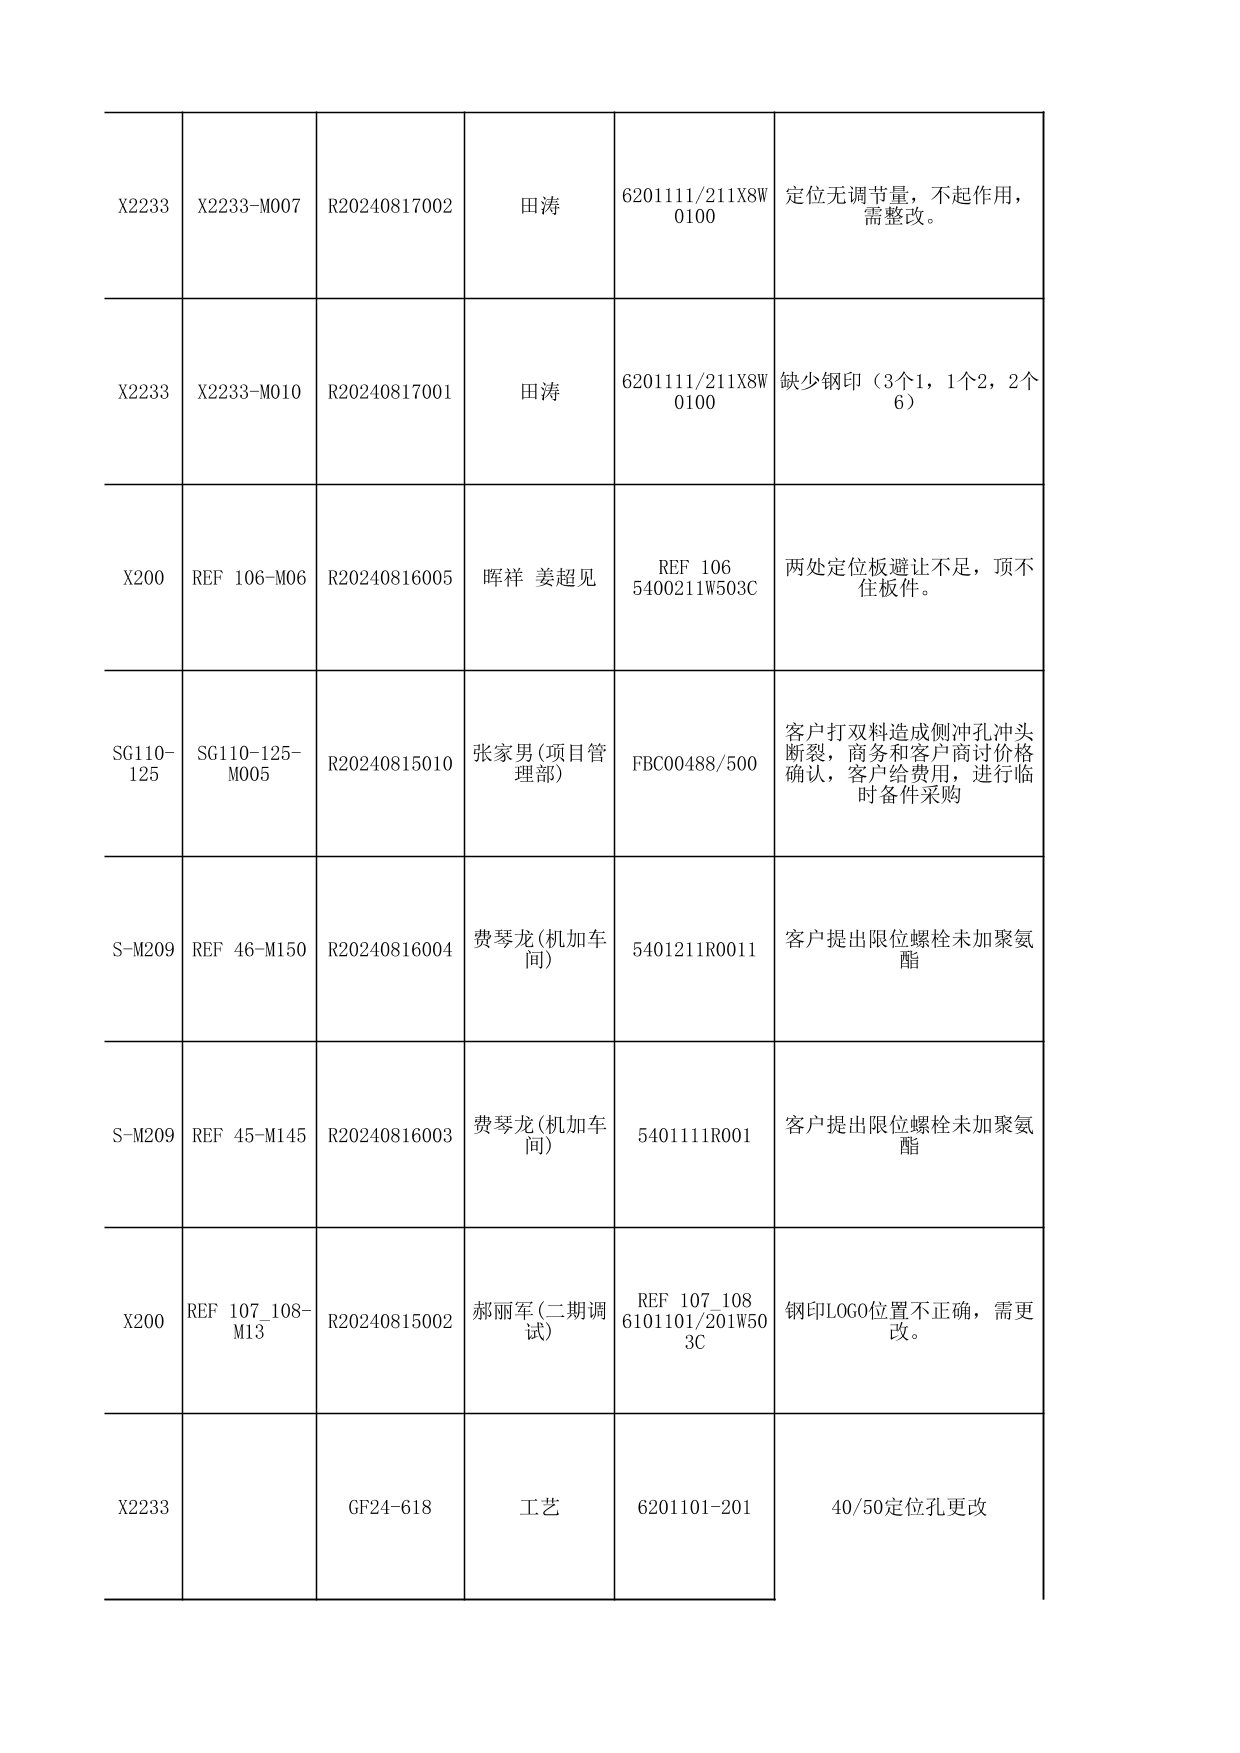 X2233
X2233-M007
R20240817002
田涛
6201111/211X8W
0100
定位无调节量，不起作用，
需整改。
X2233
X2233-M010
R20240817001
田涛
6201111/211X8W
0100
缺少钢印（3个1，1个2，2个
6）
X200
REF 106-M06
R20240816005
晖祥 姜超见
REF 106
5400211W503C
两处定位板避让不足，顶不
住板件。
SG110-
125
SG110-125-
M005
R20240815010
张家男(项目管
理部)
FBC00488/500
客户打双料造成侧冲孔冲头
断裂，商务和客户商讨价格
确认，客户给费用，进行临
时备件采购
S-M209
REF 46-M150
R20240816004
费琴龙(机加车
间)
5401211R0011
客户提出限位螺栓未加聚氨
酯
S-M209
REF 45-M145
R20240816003
费琴龙(机加车
间)
5401111R001
客户提出限位螺栓未加聚氨
酯
X200
REF 107_108-
M13
R20240815002
郝丽军(二期调
试)
REF 107_108
6101101/201W50
3C
钢印LOGO位置不正确，需更
改。
X2233
GF24-618
工艺
6201101-201
40/50定位孔更改